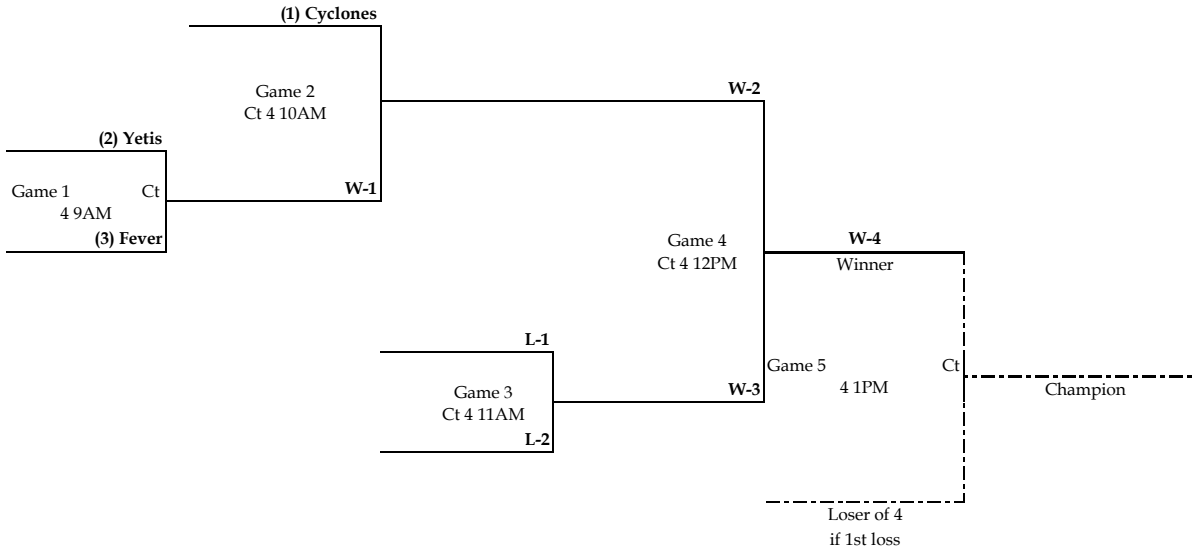 (1) Cyclones
Game 2
Ct 4 10AM
W-2
(2) Yetis
Game 1 Ct
4 9AM
W-1
(3) Fever
Game 4
Ct 4 12PM
W-4
Winner
L-1
Game 3
Ct 4 11AM
L-2
W-3
Game 5 Ct
4 1PM
Champion
Loser of 4
if 1st loss